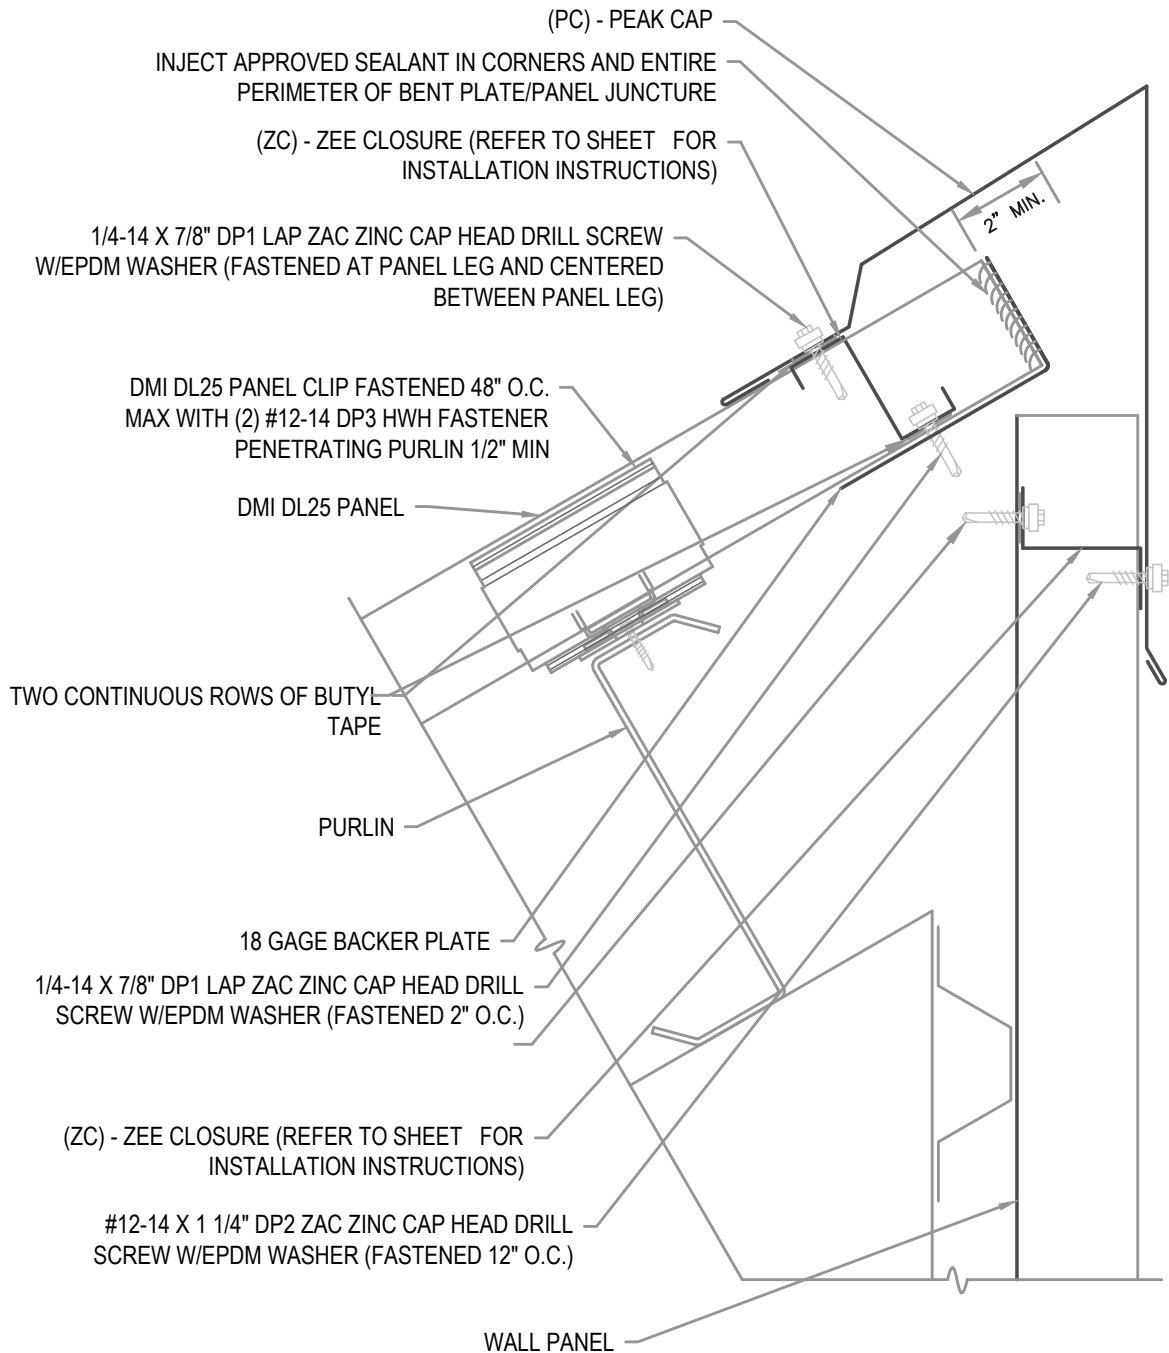 (PC) - PEAK CAP
INJECT APPROVED SEALANT IN CORNERS AND ENTIRE
PERIMETER OF BENT PLATE/PANEL JUNCTURE
(ZC) - ZEE CLOSURE (REFER TO SHEET FOR
INSTALLATION INSTRUCTIONS)
2" MIN.
1/4-14 X 7/8" DP1 LAP ZAC ZINC CAP HEAD DRILL SCREW
W/EPDM WASHER (FASTENED AT PANEL LEG AND CENTERED
BETWEEN PANEL LEG)
DMI DL25 PANEL CLIP FASTENED 48" O.C.
MAX WITH (2) #12-14 DP3 HWH FASTENER
PENETRATING PURLIN 1/2" MIN
DMI DL25 PANEL
TWO CONTINUOUS ROWS OF BUTYL
TAPE
PURLIN
18 GAGE BACKER PLATE
1/4-14 X 7/8" DP1 LAP ZAC ZINC CAP HEAD DRILL
SCREW W/EPDM WASHER (FASTENED 2" O.C.)
(ZC) - ZEE CLOSURE (REFER TO SHEET FOR
INSTALLATION INSTRUCTIONS)
#12-14 X 1 1/4" DP2 ZAC ZINC CAP HEAD DRILL
SCREW W/EPDM WASHER (FASTENED 12" O.C.)
WALL PANEL